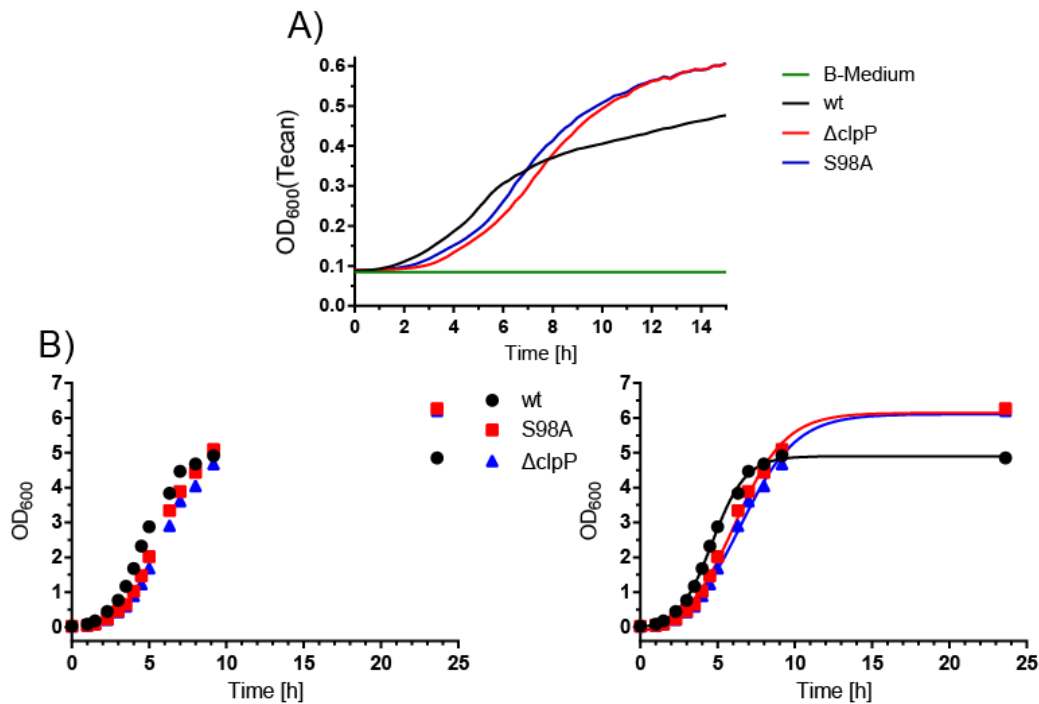 A)
OD600(Tecan)
0.6
0.5
0.4
0.3
0.2
0.1
0.0
0 2 4 6 8 10 12 14
Time [h]
B-Medium
wt
ΔclpP
S98A
B)
OD600
7
6
5
4
3
2
1
0
0 5 10 15 20 25
Time [h]
wt
S98A
ΔclpP
OD600
7
6
5
4
3
2
1
0
0 5 10 15 20 25
Time [h]